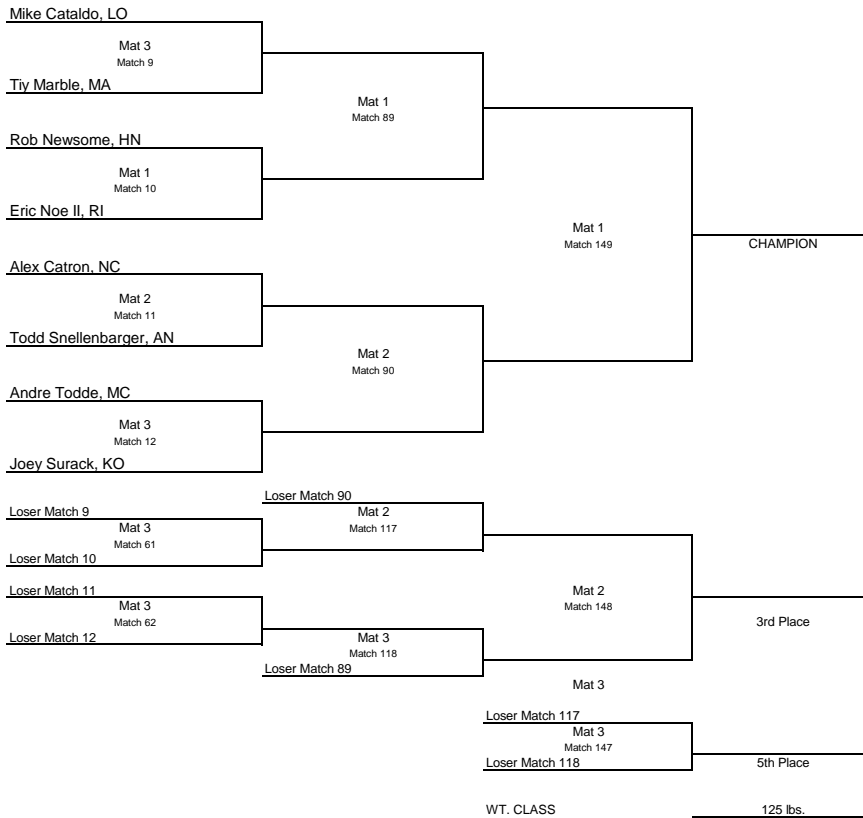 Mike Cataldo, LO
Mat 3
Match 9
Tiy Marble, MA
Mat 1
Match 89
Rob Newsome, HN
Mat 1
Match 10
Eric Noe II, RI
Mat 1
Match 149
CHAMPION
Alex Catron, NC
Mat 2
Match 11
Todd Snellenbarger, AN
Mat 2
Match 90
Andre Todde, MC
Mat 3
Match 12
Joey Surack, KO
Loser Match 90
Loser Match 9
Mat 2
Match 117
Mat 3
Match 61
Loser Match 10
Loser Match 11
Mat 3
Match 62
Loser Match 12
Mat 2
Match 148
3rd Place
Mat 3
Match 118
Loser Match 89
Mat 3
Loser Match 117
Mat 3
Match 147
Loser Match 118
5th Place
WT. CLASS
125 lbs.